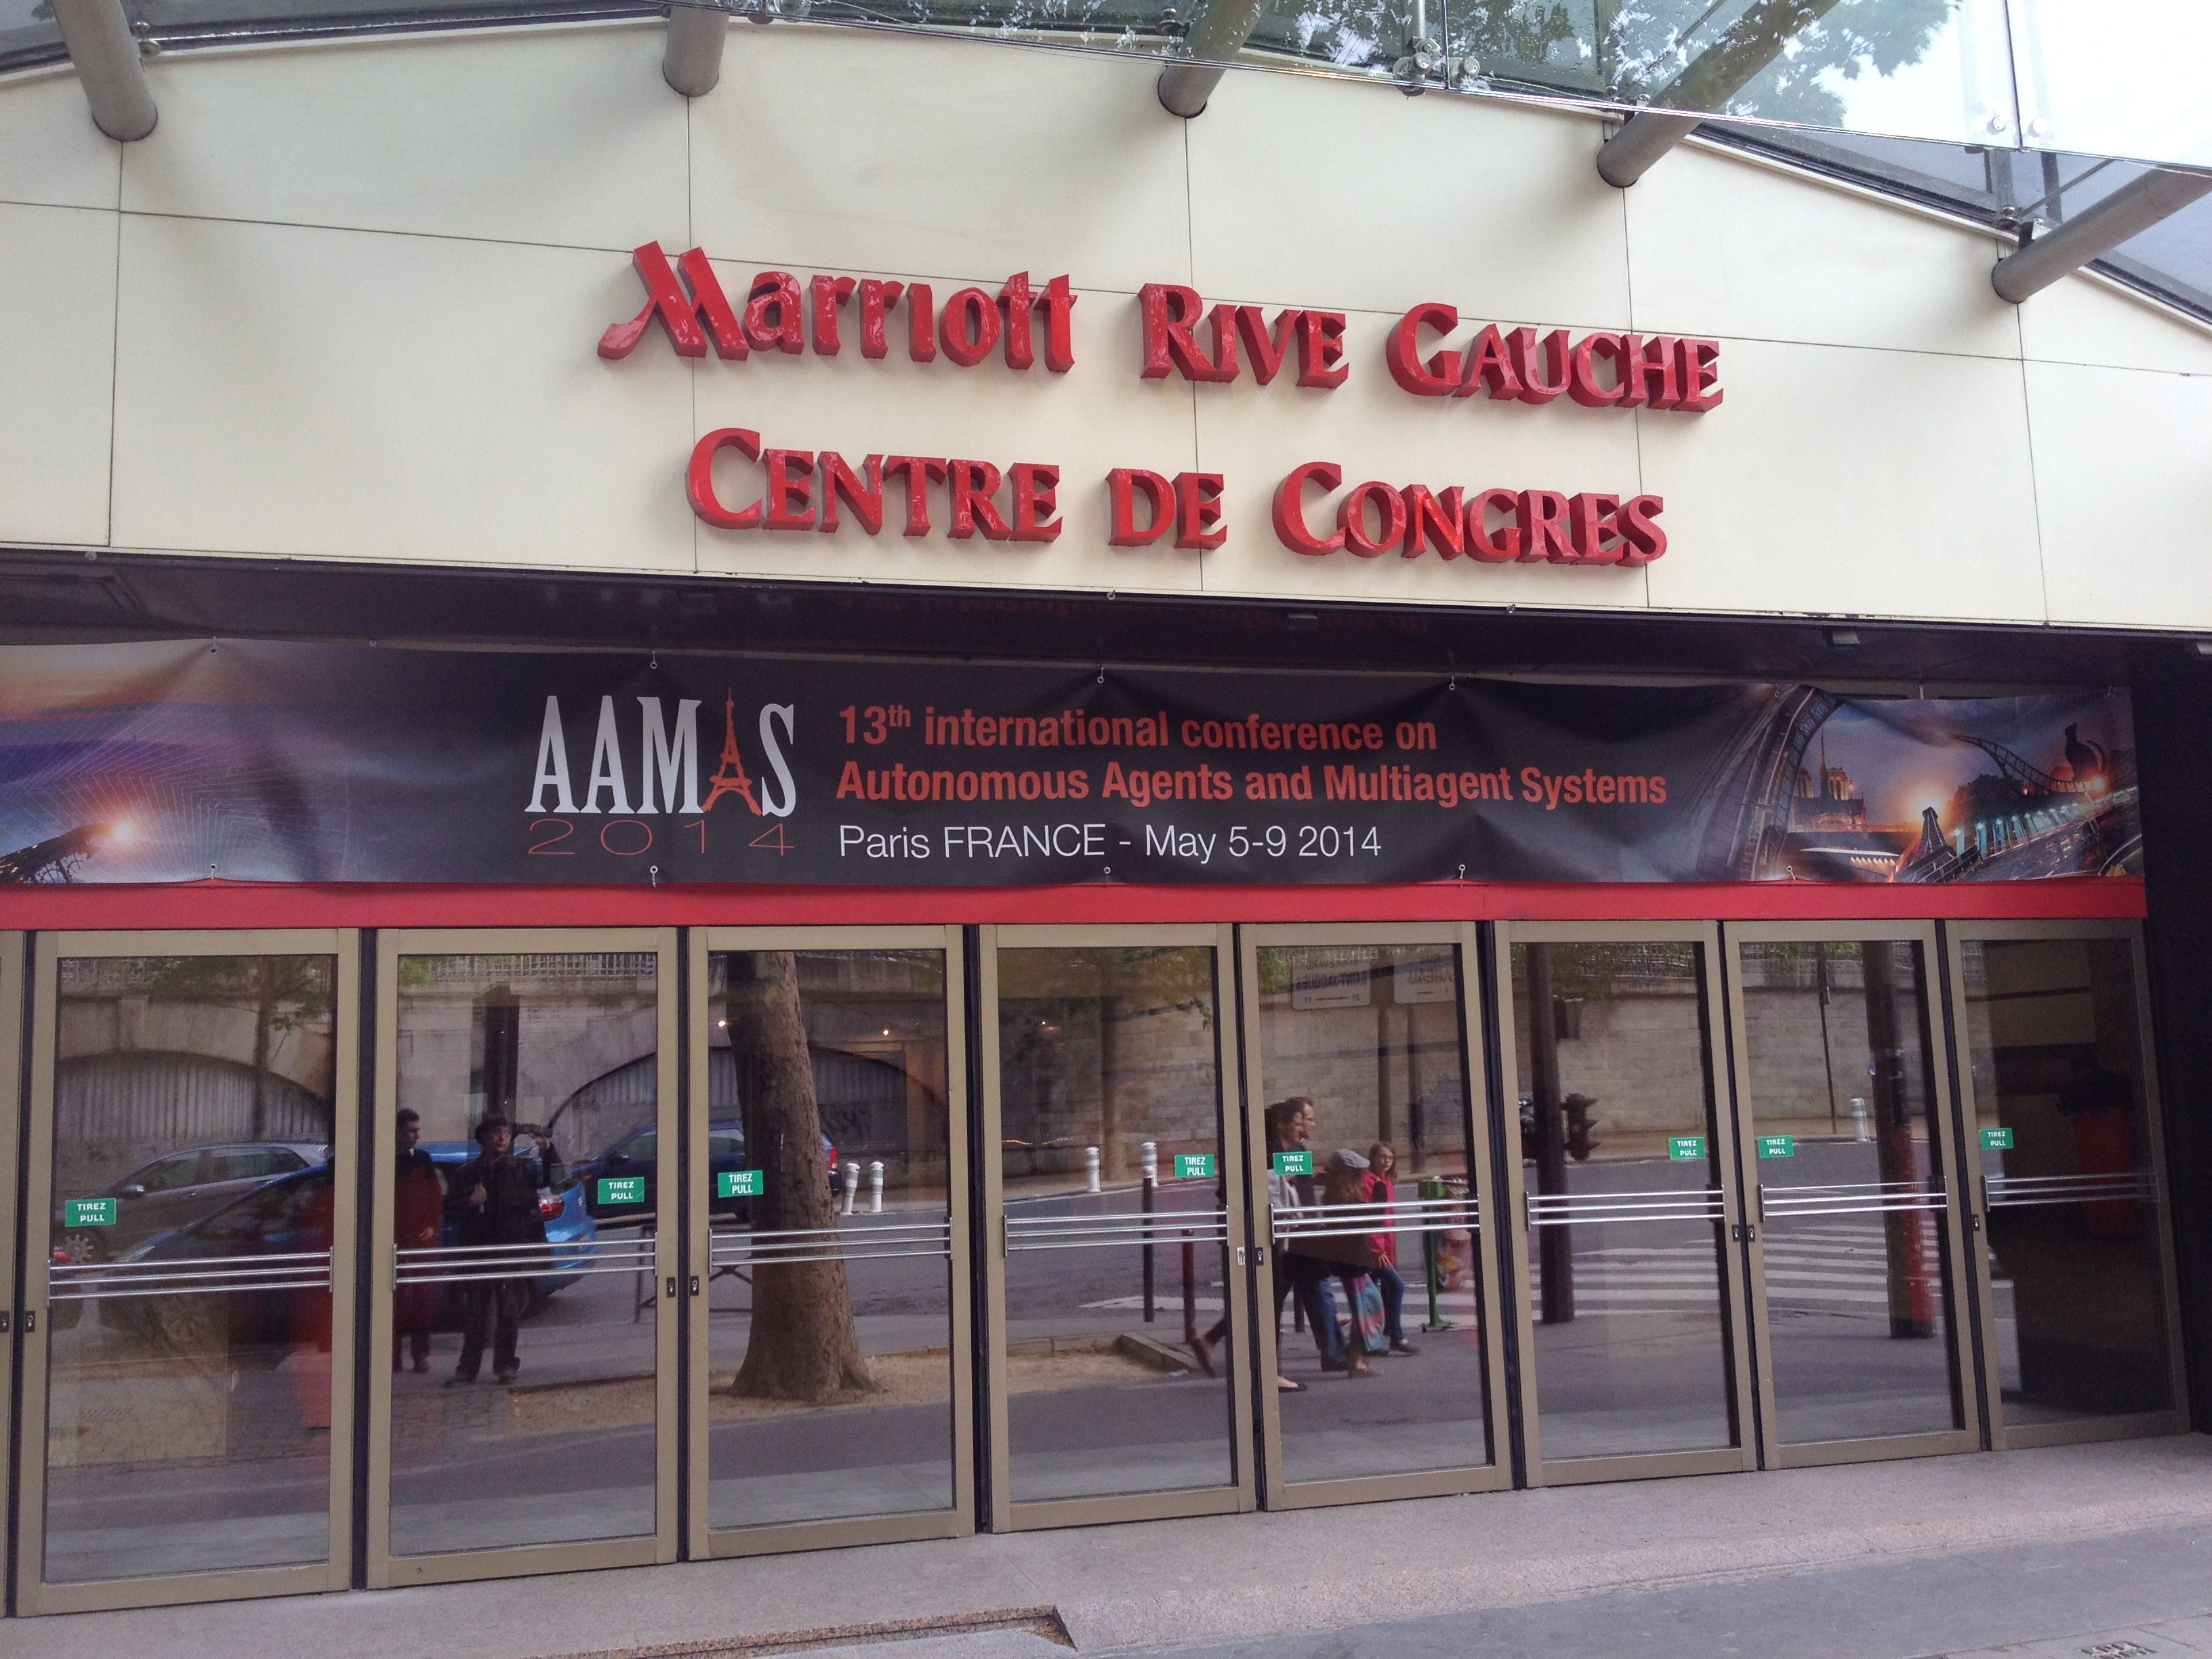 Marriott Rive Gauche
Centre de Congres
AAMAS
2014
13th international conference on
Autonomous Agents and Multiagent Systems
Paris FRANCE - May 5-9 2014
TIREZ
PULL
TIREZ
PULL
TIREZ
PULL
TIREZ
PULL
TIREZ
PULL
TIREZ
PULL
TIREZ
PULL
TIREZ
PULL